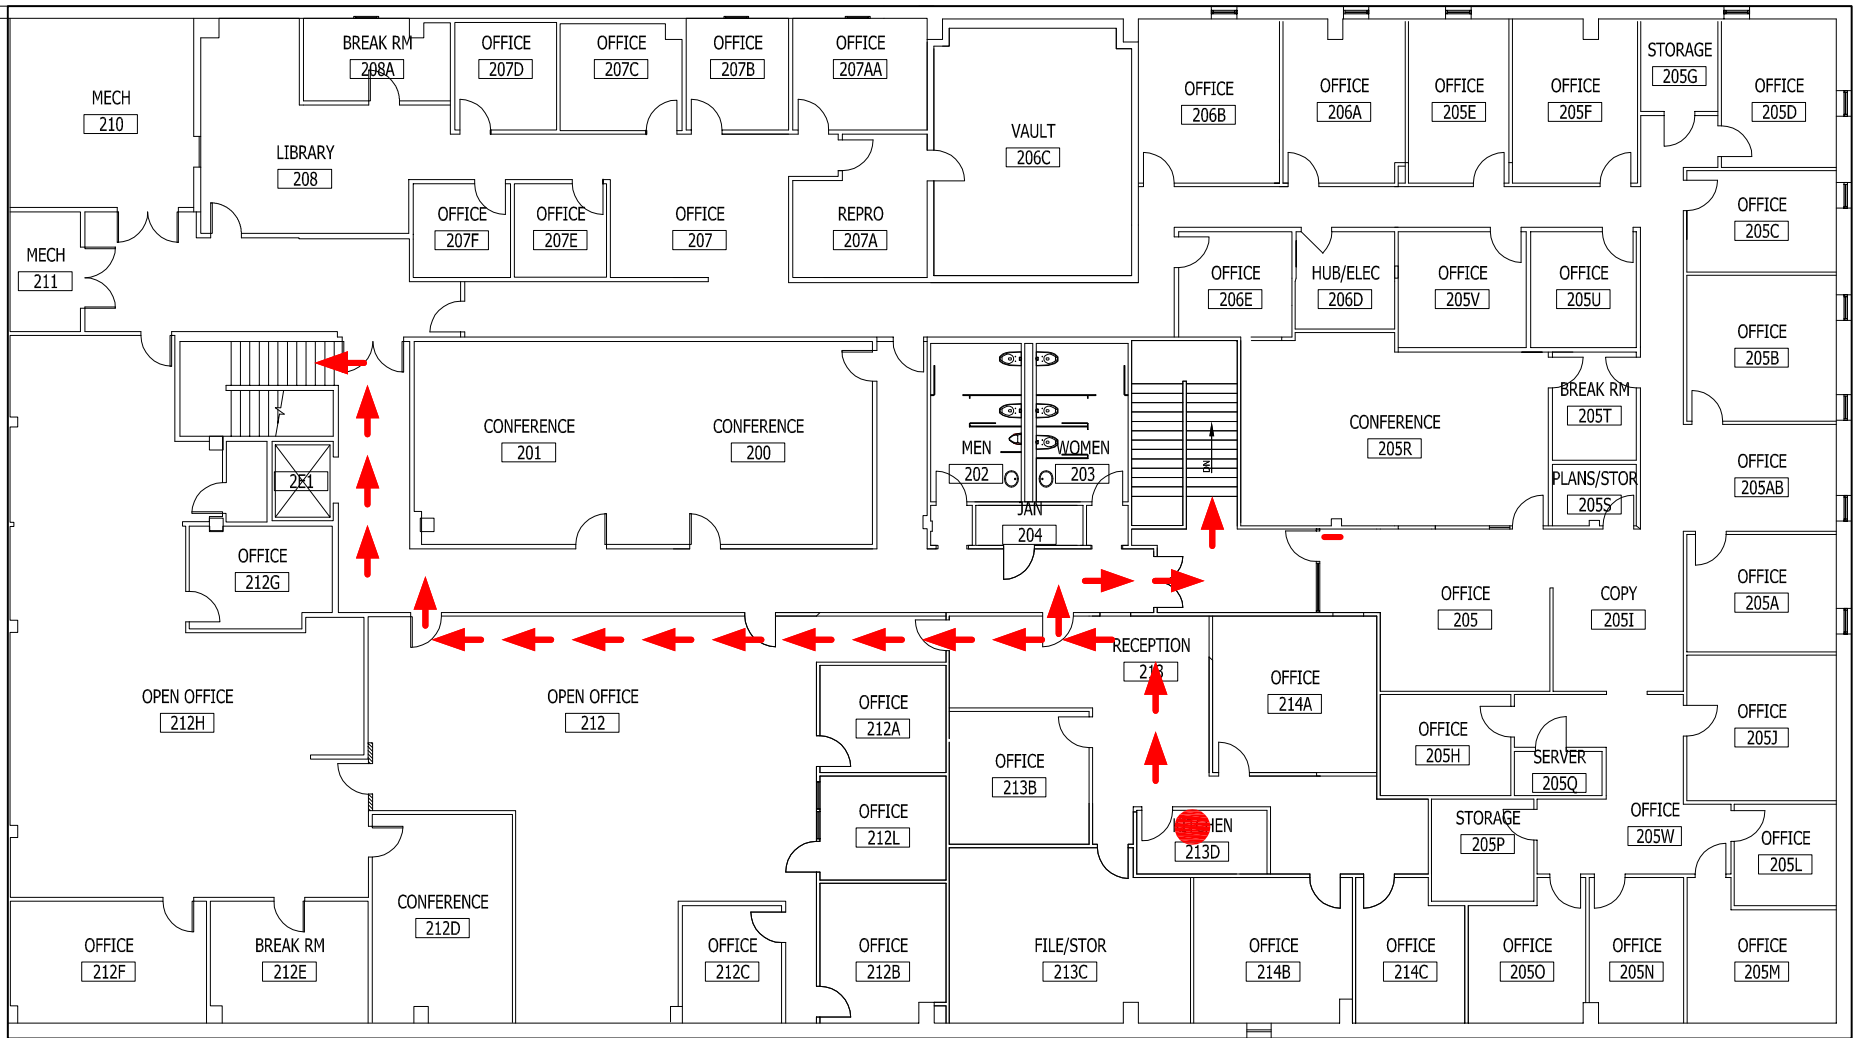 BREAK RM
208A
OFFICE
207D
OFFICE
207C
OFFICE
207B
OFFICE
207AA
STORAGE
205G
MECH
210
VAULT
206C
OFFICE
206B
OFFICE
206A
OFFICE
205E
OFFICE
205F
OFFICE
205D
LIBRARY
208
OFFICE
207F
OFFICE
207E
OFFICE
207
REPRO
207A
OFFICE
205C
MECH
211
OFFICE
206E
HUB/ELEC
206D
OFFICE
205V
OFFICE
205U
OFFICE
205B
BREAK RM
205T
CONFERENCE
201
CONFERENCE
200
MEN
202
WOMEN
203
DN
CONFERENCE
205R
OFFICE
205AB
2E1
PLANS/STOR
205S
JAN
204
OFFICE
212G
OFFICE
205
COPY
205I
OFFICE
205A
RECEPTION
213
OPEN OFFICE
212H
OPEN OFFICE
212
OFFICE
212A
OFFICE
214A
OFFICE
205H
OFFICE
205J
OFFICE
213B
SERVER
205Q
OFFICE
212L
KITCHEN
213D
STORAGE
205P
OFFICE
205W
OFFICE
205L
CONFERENCE
212D
OFFICE
212F
BREAK RM
212E
OFFICE
212C
OFFICE
212B
FILE/STOR
213C
OFFICE
214B
OFFICE
214C
OFFICE
205O
OFFICE
205N
OFFICE
205M